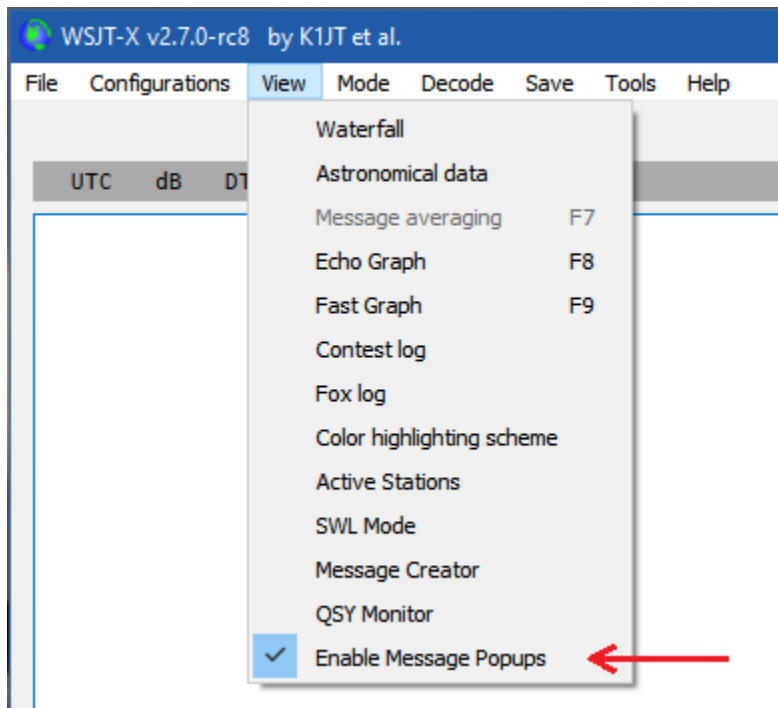 WSJT-X v2.7.0-rc8 by K1JT et al.
File Configurations View Mode Decode Save Tools Help
UTC dB DT
Waterfall
Astronomical data
Message averaging F7
Echo Graph F8
Fast Graph F9
Contest log
Fox log
Color highlighting scheme
Active Stations
SWL Mode
Message Creator
QSY Monitor
Enable Message Popups